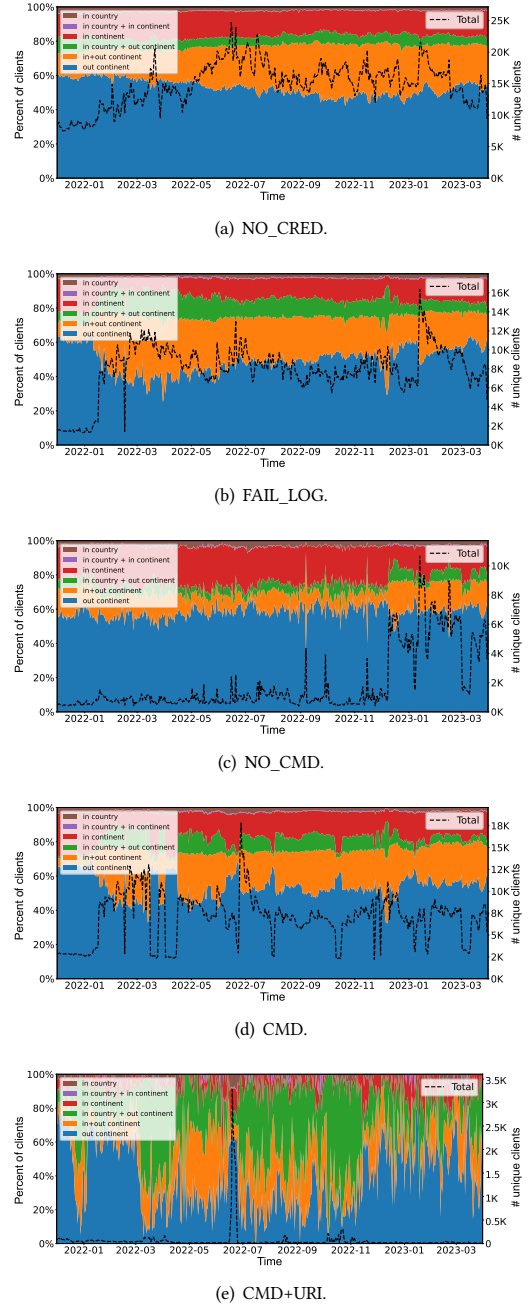 100%
80%
60%
40%
20%
0%
Percent of clients
in country
in country + in continent
in continent
in country + out continent
in+out continent
out continent
Total
25K
20K
15K
10K
5K
0K
# unique clients
2022-01 2022-03 2022-05 2022-07 2022-09 2022-11 2023-01 2023-03
Time
(a) NO_CRED.
100%
80%
60%
40%
20%
0%
Percent of clients
in country
in country + in continent
in continent
in country + out continent
in+out continent
out continent
Total
16K
14K
12K
10K
8K
6K
4K
2K
0K
# unique clients
2022-01 2022-03 2022-05 2022-07 2022-09 2022-11 2023-01 2023-03
Time
(b) FAIL_LOG.
100%
80%
60%
40%
20%
0%
Percent of clients
in country
in country + in continent
in continent
in country + out continent
in+out continent
out continent
Total
10K
8K
6K
4K
2K
0K
# unique clients
2022-01 2022-03 2022-05 2022-07 2022-09 2022-11 2023-01 2023-03
Time
(c) NO_CMD.
100%
80%
60%
40%
20%
0%
Percent of clients
in country
in country + in continent
in continent
in country + out continent
in+out continent
out continent
Total
18K
15K
12K
10K
8K
5K
2K
0K
# unique clients
2022-01 2022-03 2022-05 2022-07 2022-09 2022-11 2023-01 2023-03
Time
(d) CMD.
100%
80%
60%
40%
20%
0%
Percent of clients
in country
in country + in continent
in continent
in country + out continent
in+out continent
out continent
Total
3.5K
3K
2.5K
2K
1.5K
1K
0.5K
0
# unique clients
2022-01 2022-03 2022-05 2022-07 2022-09 2022-11 2023-01 2023-03
Time
(e) CMD+URI.